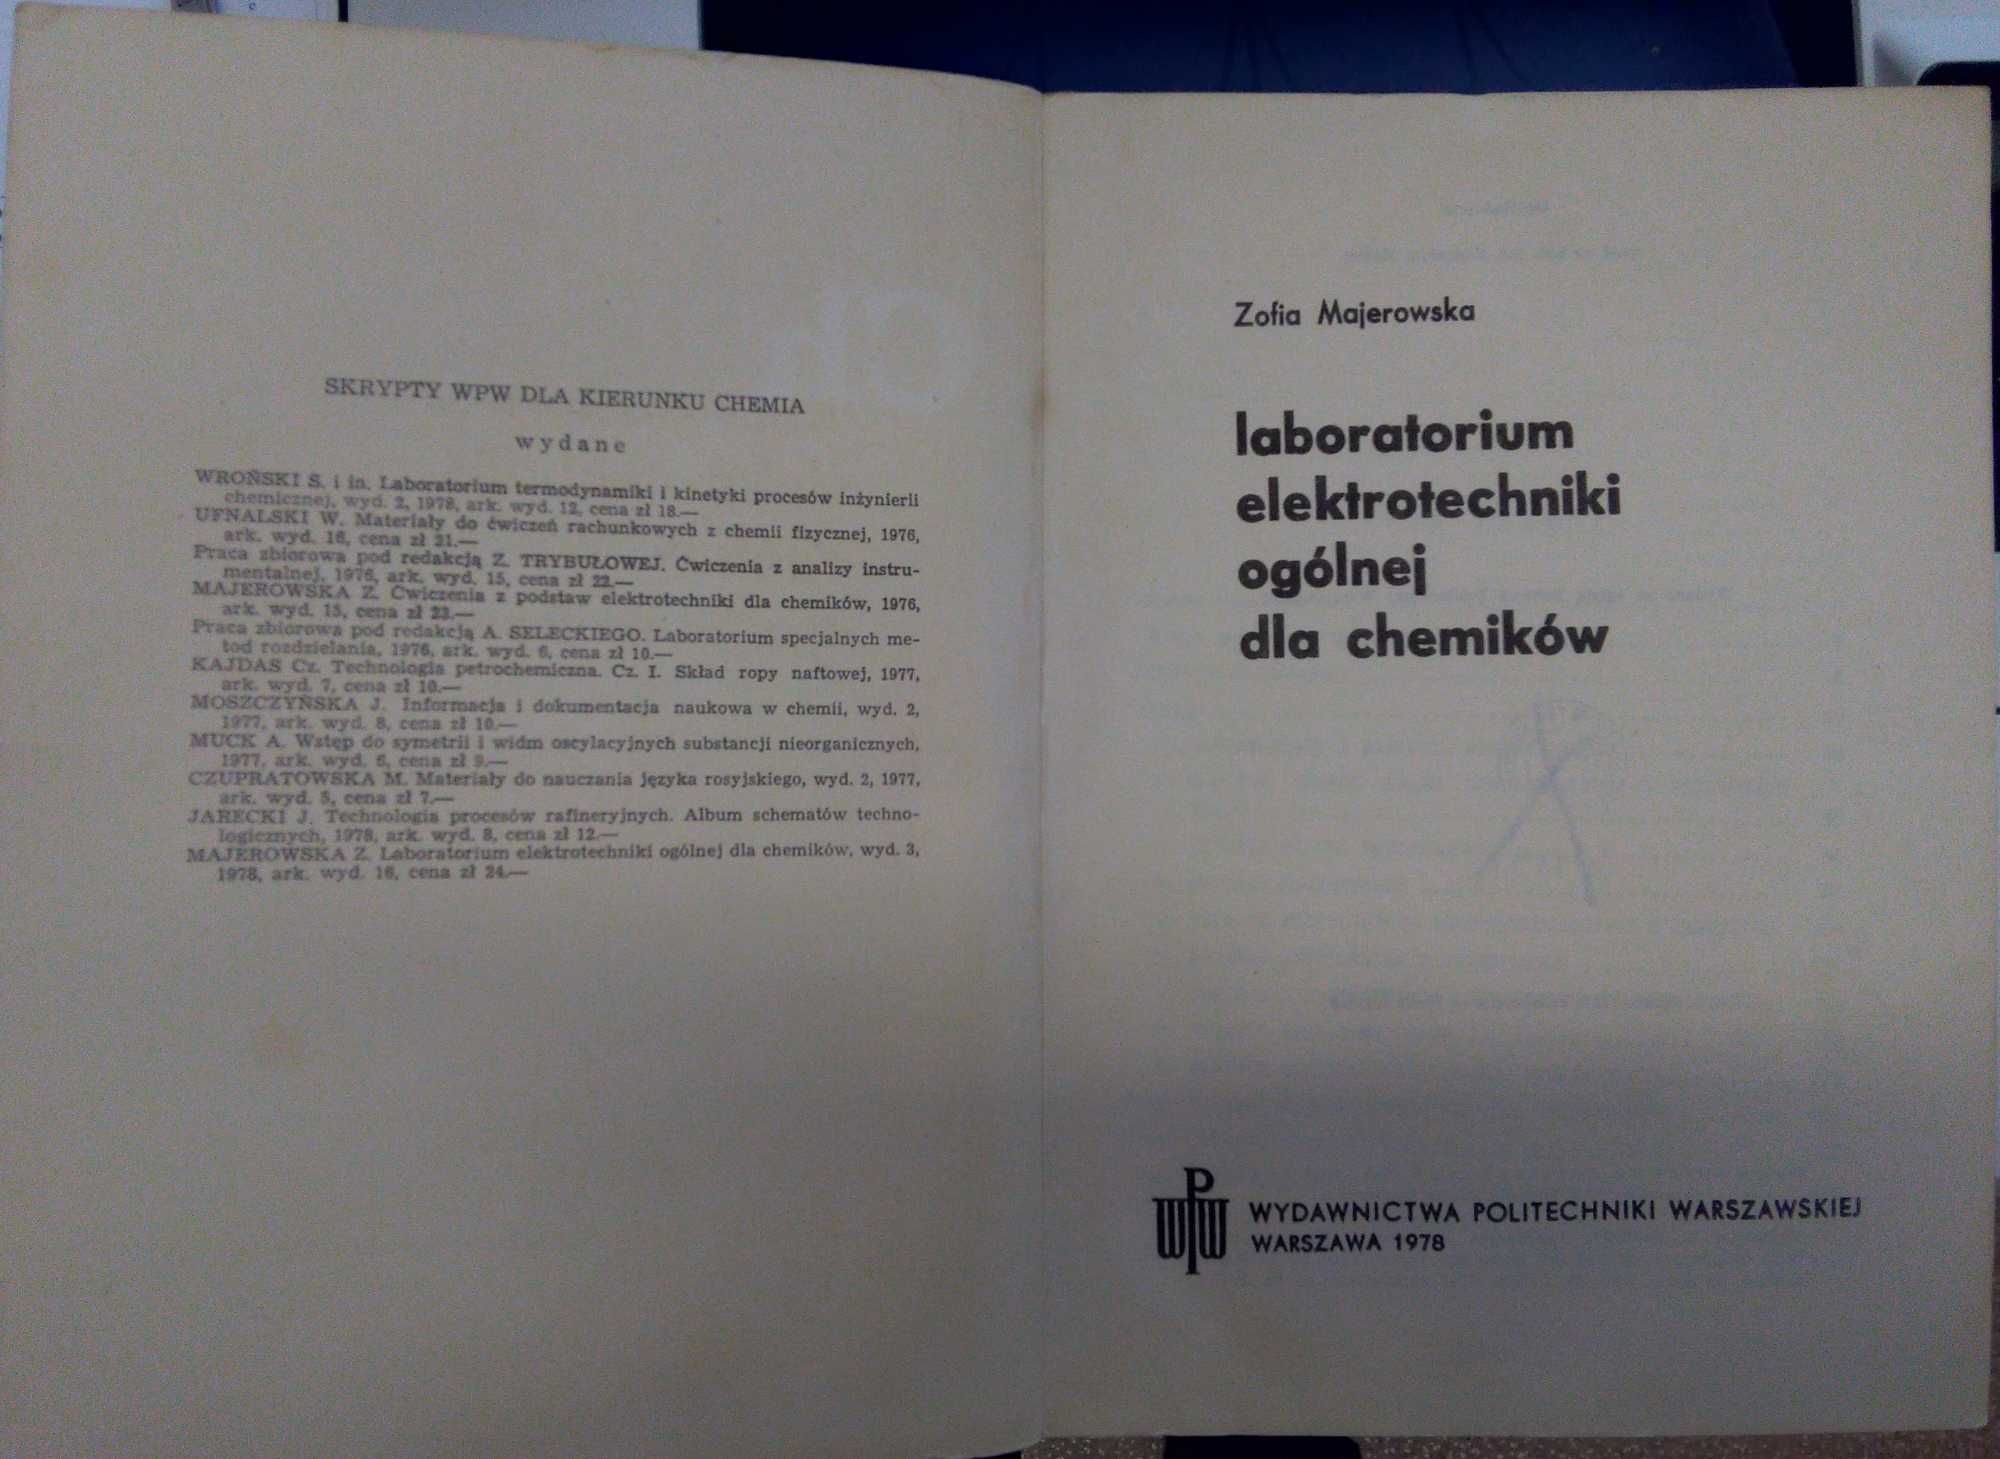 SKRYPTY WPW DLA KIERUNKU CHEMIA
wydane
WROŃSKI S. i in. Laboratorium termodynamiki i kinetyki procesów inżynierii
chemicznej, wyd. 2, 1978, ark. wyd. 12, cena zł 18.—
UFNALSKI W. Materiały do ćwiczeń rachunkowych z chemii fizycznej, 1976,
ark. wyd. 16, cena zł 21.—
Praca zbiorowa pod redakcją Z. TRYBUŁOWEJ. Ćwiczenia z analizy instru-
mentalnej, 1976, ark. wyd. 15, cena zł 22.—
MAJEROWSKA Z. Ćwiczenia z podstaw elektrotechniki dla chemików, 1976,
ark. wyd. 15, cena zł 23.—
Praca zbiorowa pod redakcją A. SELECKIEGO. Laboratorium specjalnych me-
tod rozdzielania, 1976, ark. wyd. 6, cena zł 10.—
KAJDAS Cz. Technologia petrochemiczna. Cz. I. Skład ropy naftowej, 1977,
ark. wyd. 7, cena zł 10.—
MOSZCZYŃSKA J. Informacja i dokumentacja naukowa w chemii, wyd. 2,
1977, ark. wyd. 8, cena zł 10.—
MUCK A. Wstęp do symetrii i widm oscylacyjnych substancji nieorganicznych,
1977, ark. wyd. 6, cena zł 9.—
CZUPRATOWSKA M. Materiały do nauczania języka rosyjskiego, wyd. 2, 1977,
ark. wyd. 5, cena zł 7.—
JARECKI J. Technologia procesów rafineryjnych. Album schematów techno-
logicznych, 1978, ark. wyd. 8, cena zł 12.—
MAJEROWSKA Z. Laboratorium elektrotechniki ogólnej dla chemików, wyd. 3,
1978, ark. wyd. 16, cena zł 24.—
Zofia Majerowska
laboratorium
elektrotechniki
ogólnej
dla chemików
WPW
WYDAWNICTWA POLITECHNIKI WARSZAWSKIEJ
WARSZAWA 1978